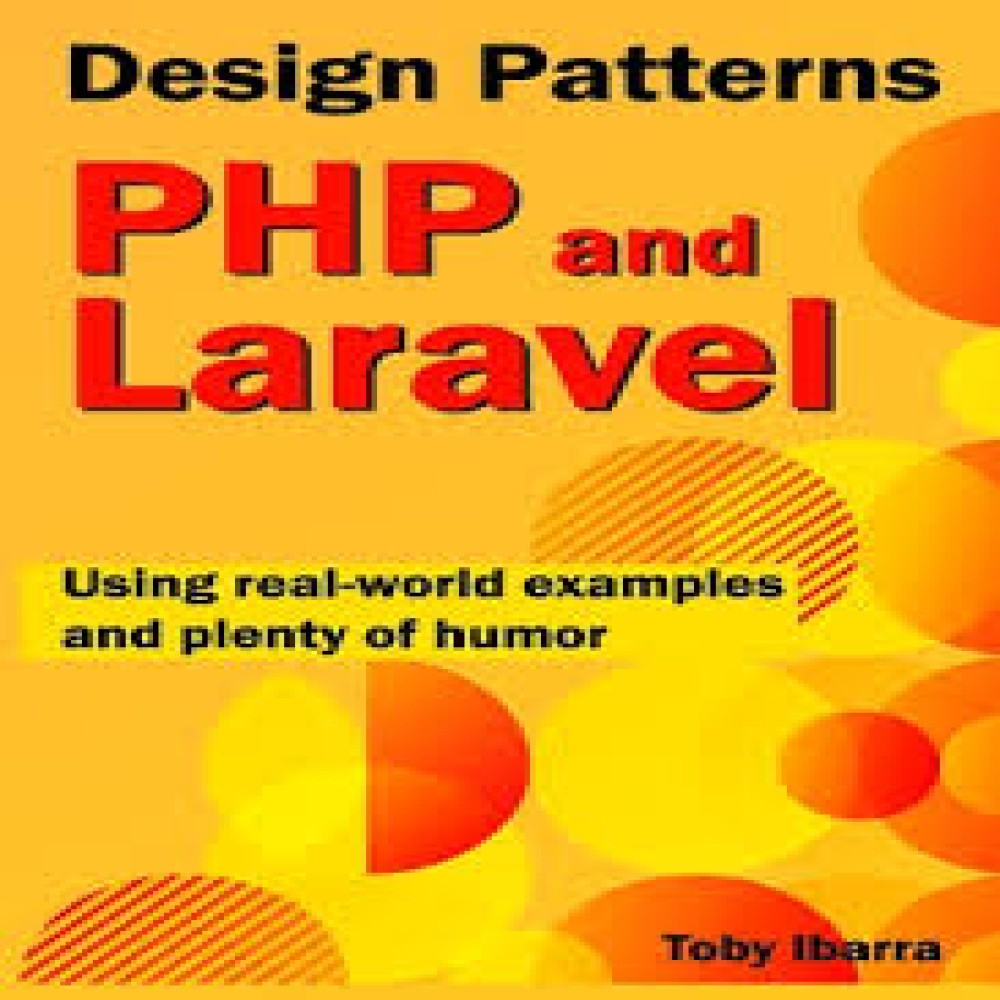 Design Patterns
PHP and
Laravel
Using real-world examples
and plenty of humor
Toby Ibarra